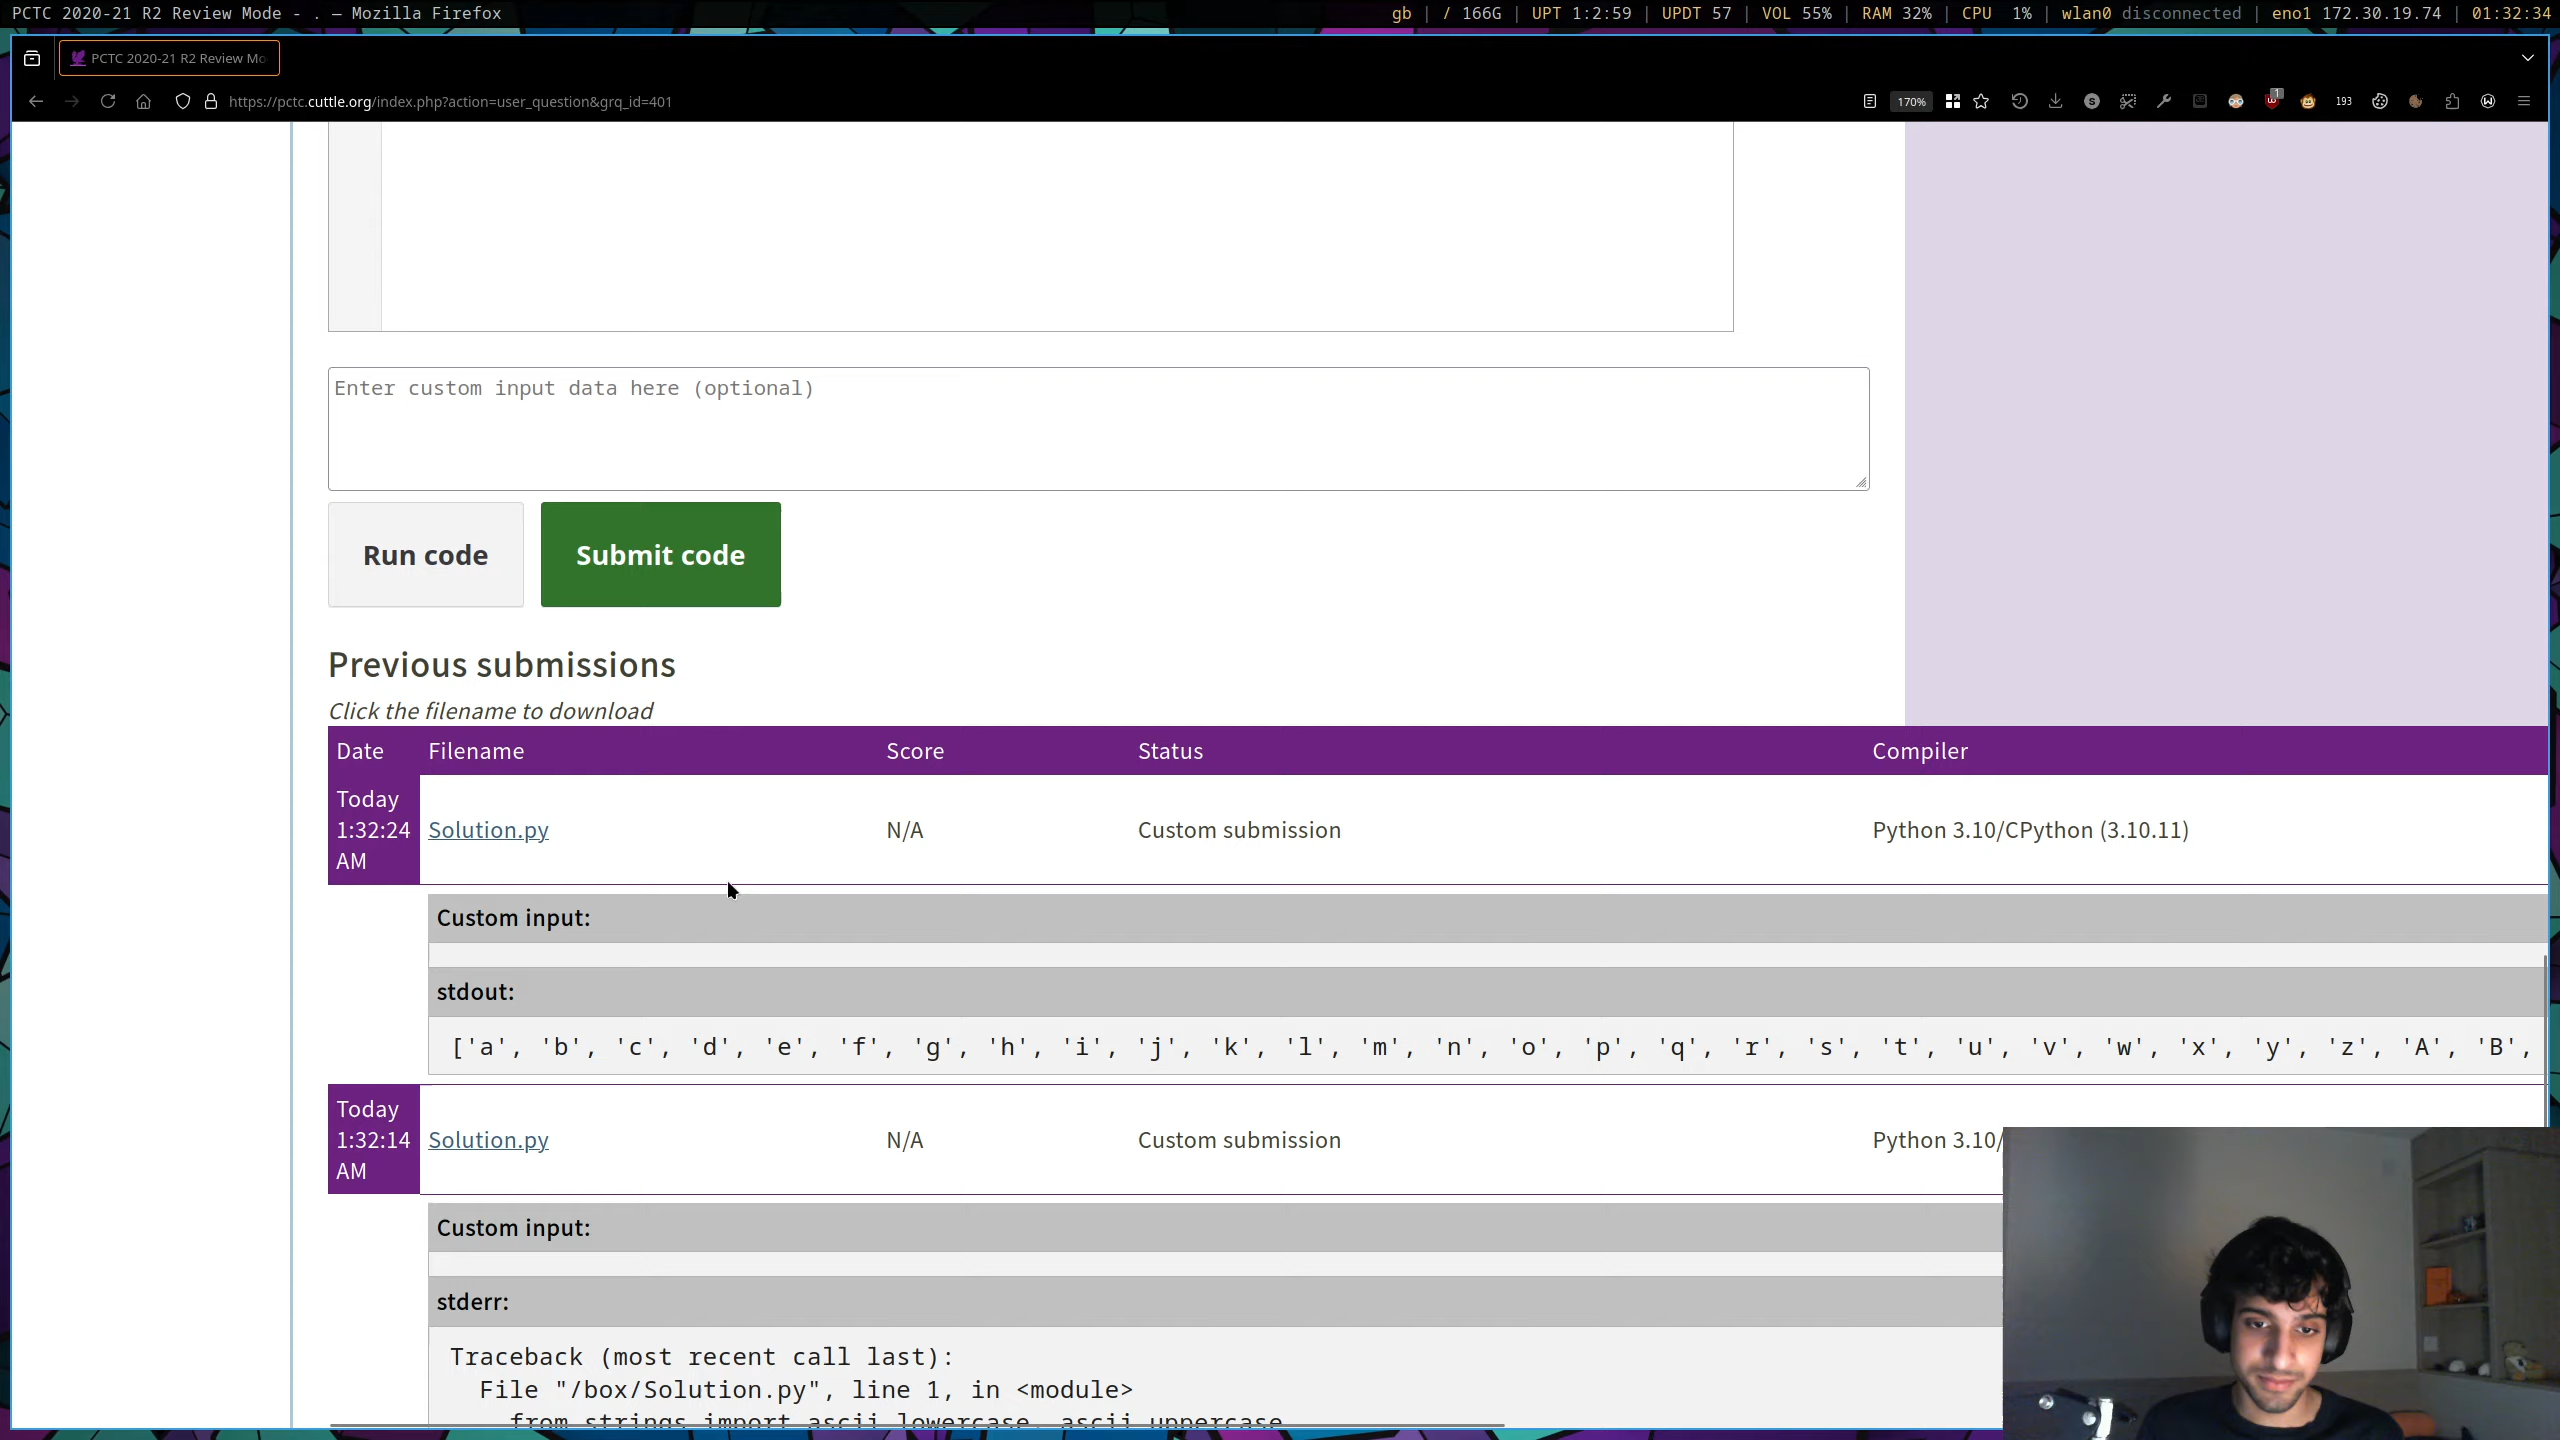 PCTC 2020-21 R2 Review Mode - . — Mozilla Firefox
gb | / 166G | UPT 1:2:59 | UPDT 57 | VOL 55% | RAM 32% | CPU 1% | wlan0 disconnected | eno1 172.30.19.74 | 01:32:34
PCTC 2020-21 R2 Review Mo
https://pctc.cuttle.org/index.php?action=user_question&grq_id=401
170%
193
Enter custom input data here (optional)
Run code
Submit code
Previous submissions
Click the filename to download
Date Filename Score Status Compiler
Today 1:32:24 AM Solution.py N/A Custom submission Python 3.10/CPython (3.10.11)
Custom input:
stdout:
['a', 'b', 'c', 'd', 'e', 'f', 'g', 'h', 'i', 'j', 'k', 'l', 'm', 'n', 'o', 'p', 'q', 'r', 's', 't', 'u', 'v', 'w', 'x', 'y', 'z', 'A', 'B',
Today 1:32:14 AM Solution.py N/A Custom submission Python 3.10/
Custom input:
stderr:
Traceback (most recent call last):
File "/box/Solution.py", line 1, in <module>
from strings import ascii_lowercase, ascii_uppercase